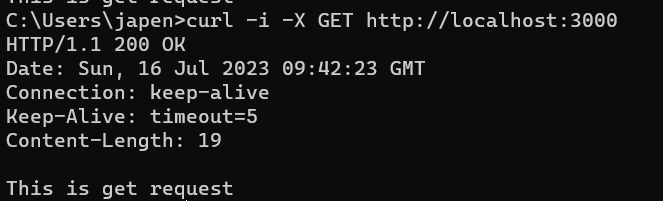 This is get request
C:\Users\japen>curl -i -X GET http://localhost:3000
HTTP/1.1 200 OK
Date: Sun, 16 Jul 2023 09:42:23 GMT
Connection: keep-alive
Keep-Alive: timeout=5
Content-Length: 19

This is get request